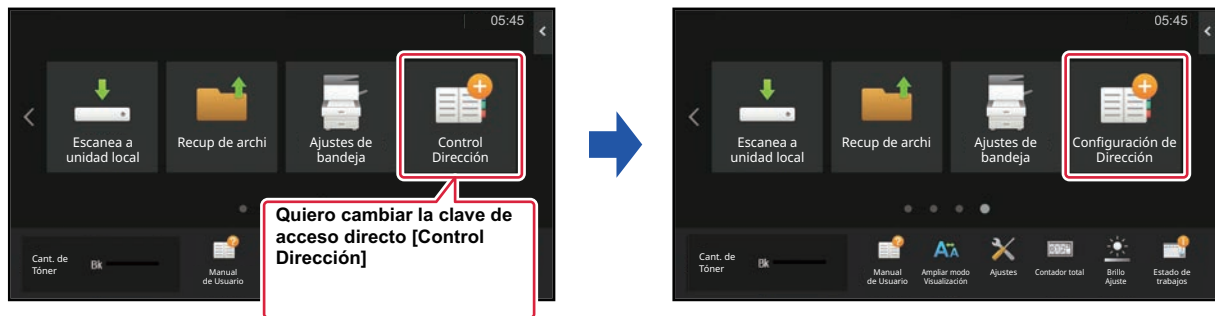 05:45
Escanea a
unidad local
Recup de archi
Ajustes de
bandeja
Control
Dirección
Quiero cambiar la clave de
acceso directo [Control
Dirección]
Cant. de
Tóner
Bk
Manual
de Usuario
05:45
Escanea a
unidad local
Recup de archi
Ajustes de
bandeja
Configuración de
Dirección
Cant. de
Tóner
Bk
Manual
de Usuario
Ampliar modo
Visualización
Ajustes
Contador total
Brillo
Ajuste
Estado de
trabajos